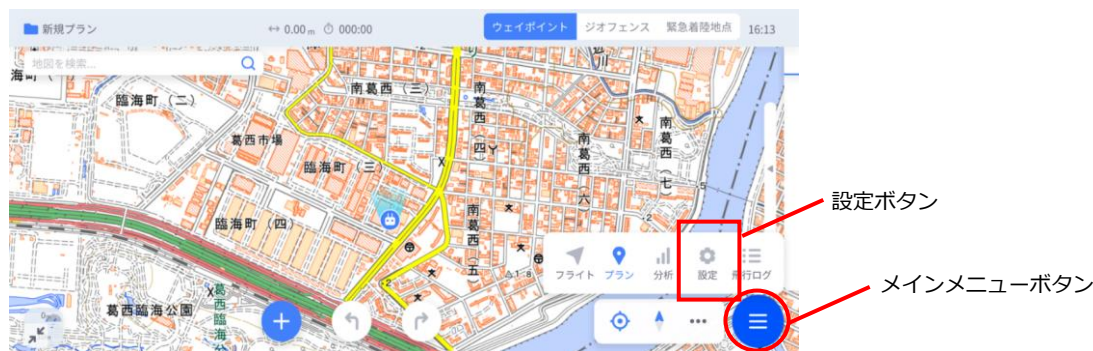 新規プラン
↔ 0.00 m
000:00
ウェイポイント
ジオフェンス
緊急着陸地点
16:13
地図を検索...
臨海町(二)
南葛西(三)
南葛西(四)
葛西市場
臨海町(三)
南葛西(六)
南葛西(七)
臨海町(四)
南葛西(五)
葛西臨海公園
フライト
プラン
分析
設定
飛行ログ
設定ボタン
メインメニューボタン